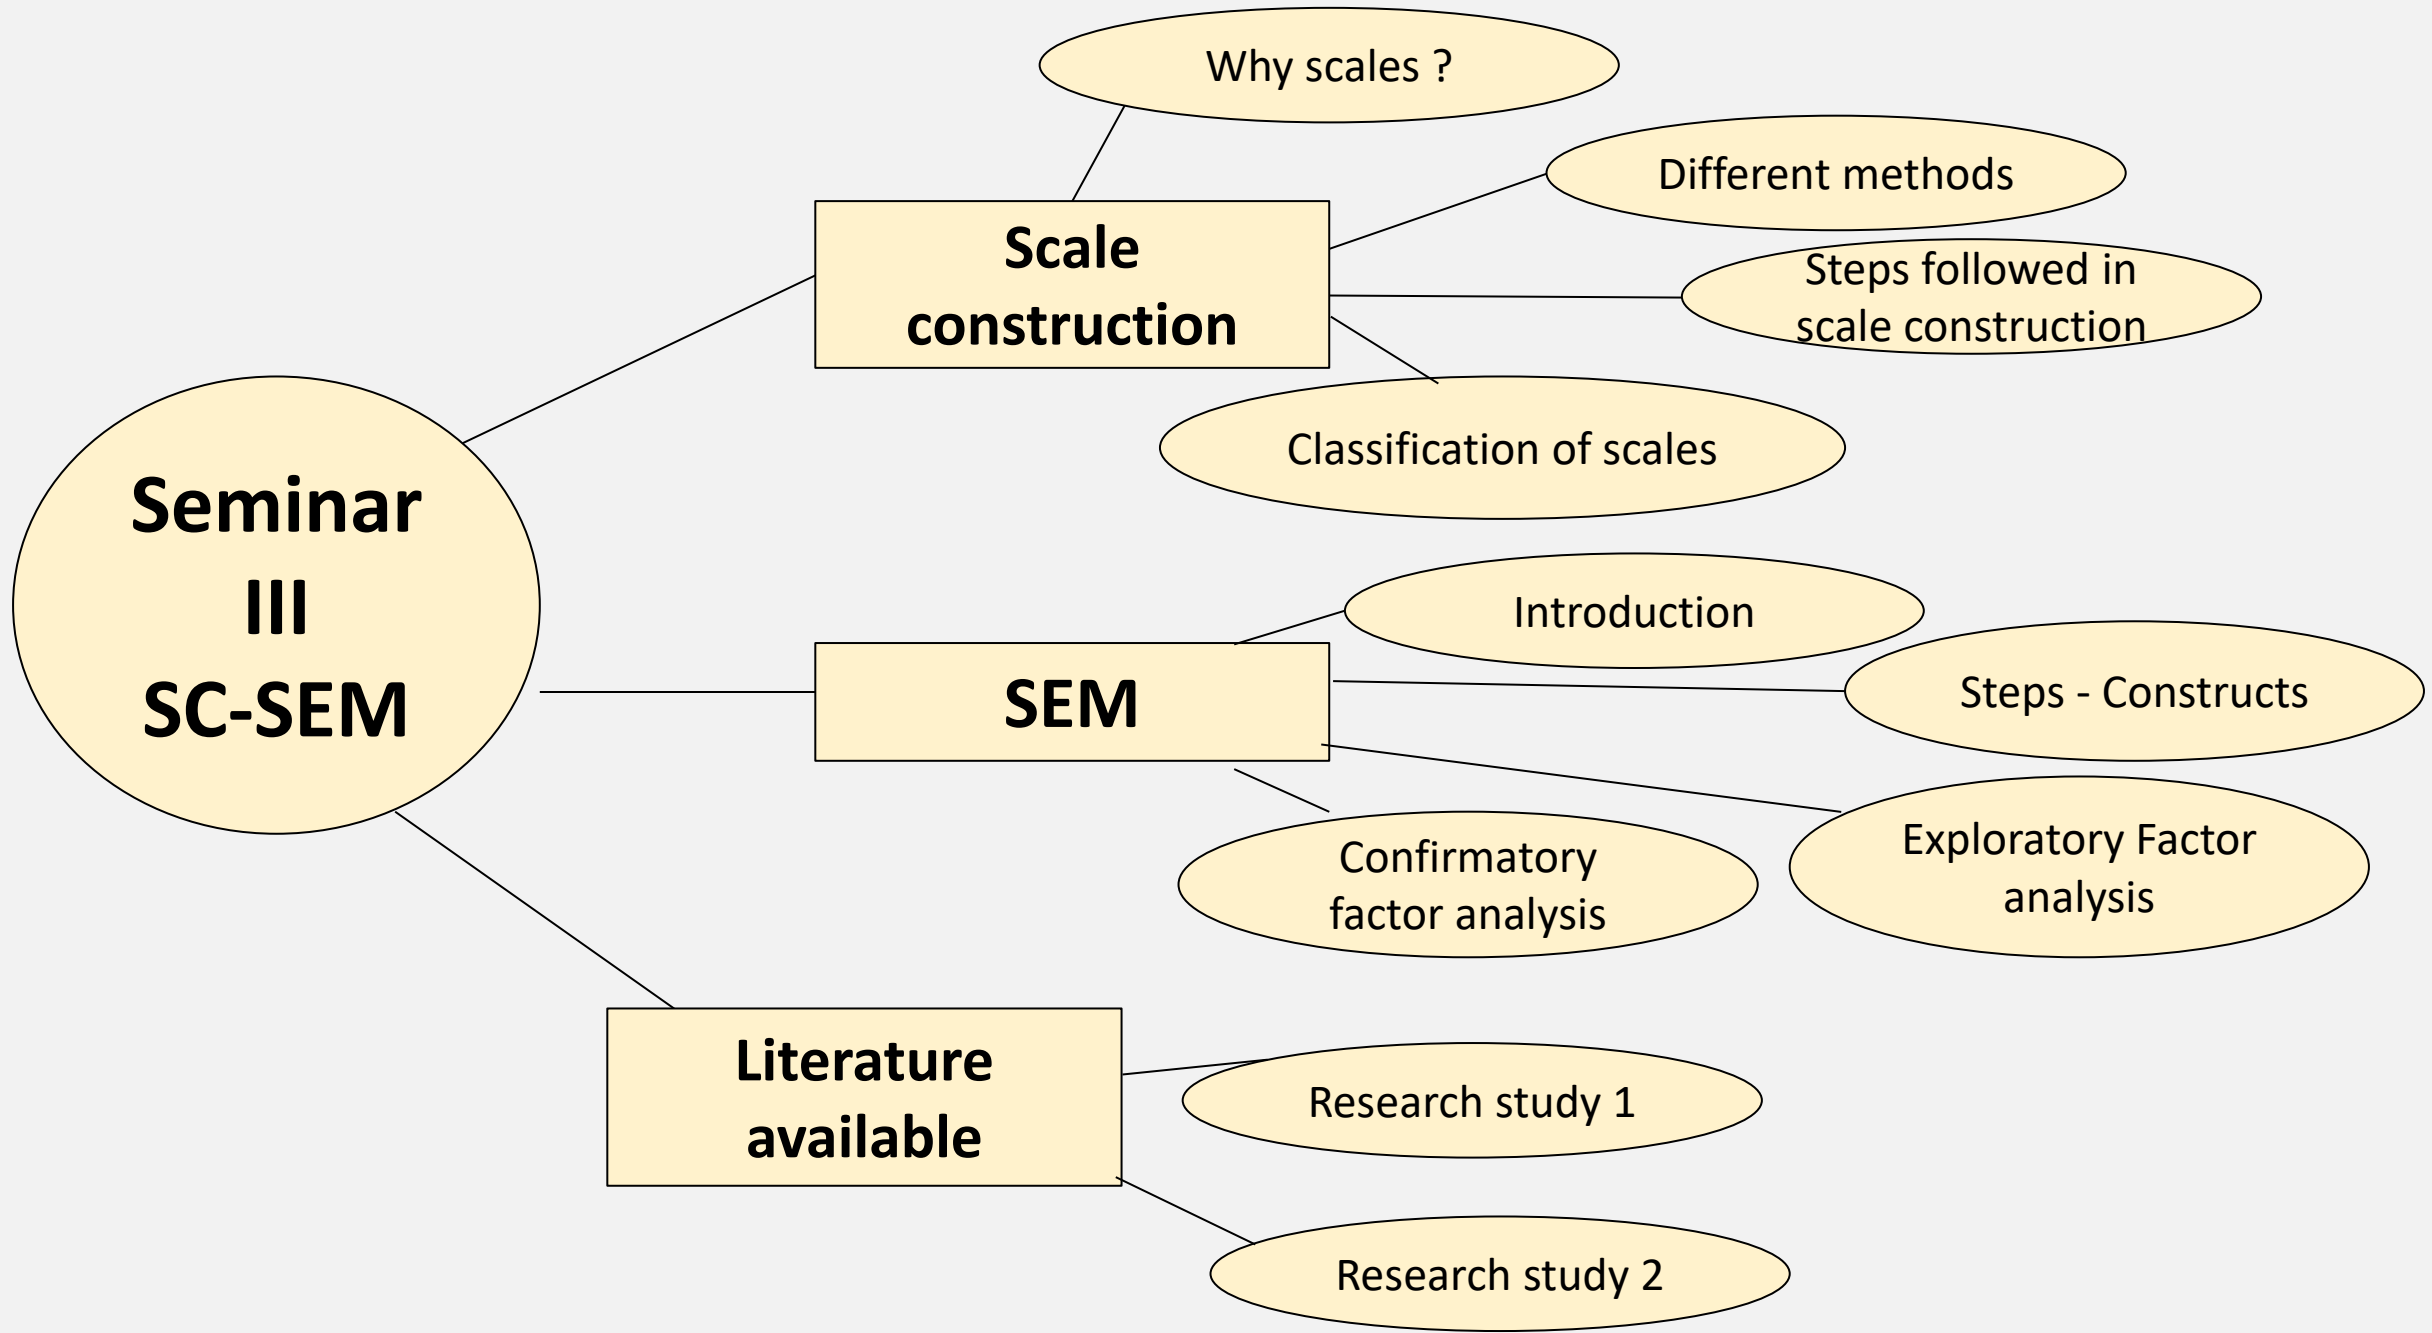 Why scales ?
Different methods
Scale
construction
Steps followed in
scale construction
Classification of scales
Seminar
III
SC-SEM
Introduction
SEM
Steps - Constructs
Exploratory Factor
analysis
Confirmatory
factor analysis
Literature
available
Research study 1
Research study 2